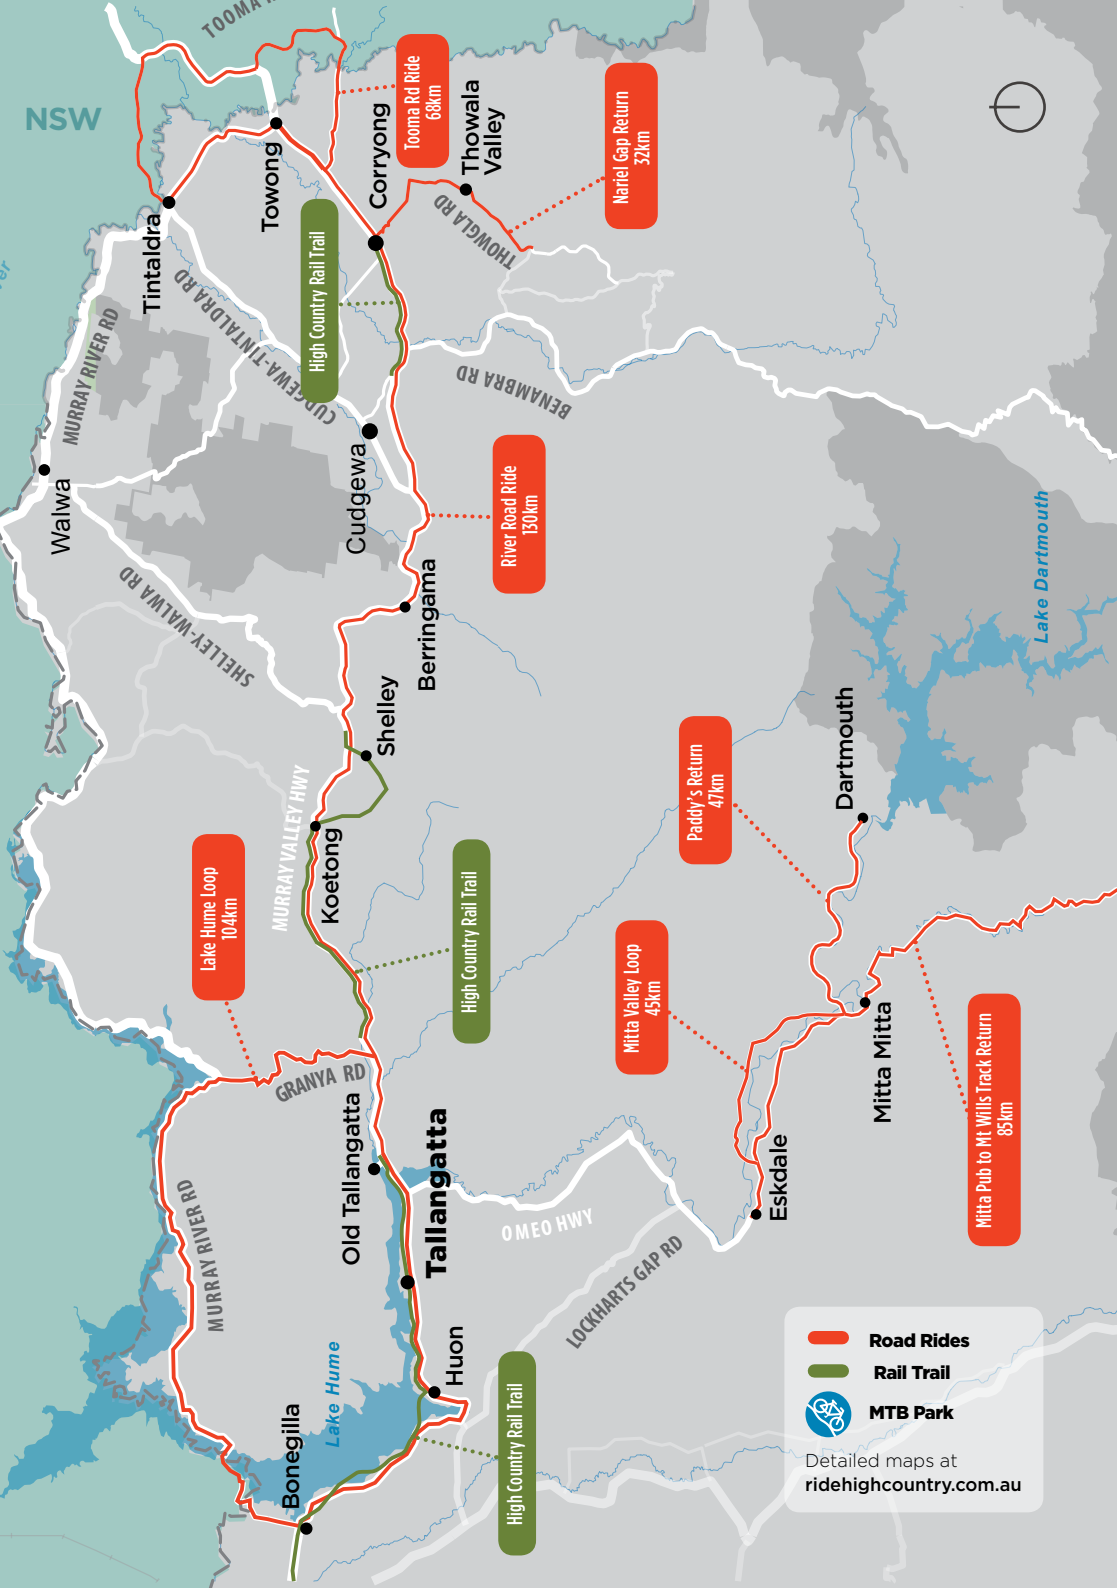 TOOMA R
NSW
Tintaldra
Towong
Corryong
Thowala
Valley
Tooma Rd Ride
68km
Nariel Gap Return
32km
THOWGLA RD
High Country Rail Trail
MURRAY RIVER RD
CUDGEWA-TINTALDRA RD
BENAMBRA RD
Walwa
Cudgewa
River Road Ride
130km
Berringama
SHELLEY-WALWA RD
Shelley
Lake Dartmouth
Dartmouth
Paddy's Return
47km
MURRAY VALLEY HWY
Koetong
Lake Hume Loop
104km
High Country Rail Trail
Mitta Valley Loop
45km
Mitta Mitta
Mitta Pub to Mt Wills Track Return
85km
GRANYA RD
Old Tallangatta
Tallangatta
Eskdale
OMEO HWY
LOCKHARTS GAP RD
MURRAY RIVER RD
Huon
Lake Hume
Bonegilla
High Country Rail Trail
Road Rides
Rail Trail
MTB Park
Detailed maps at
ridehighcountry.com.au